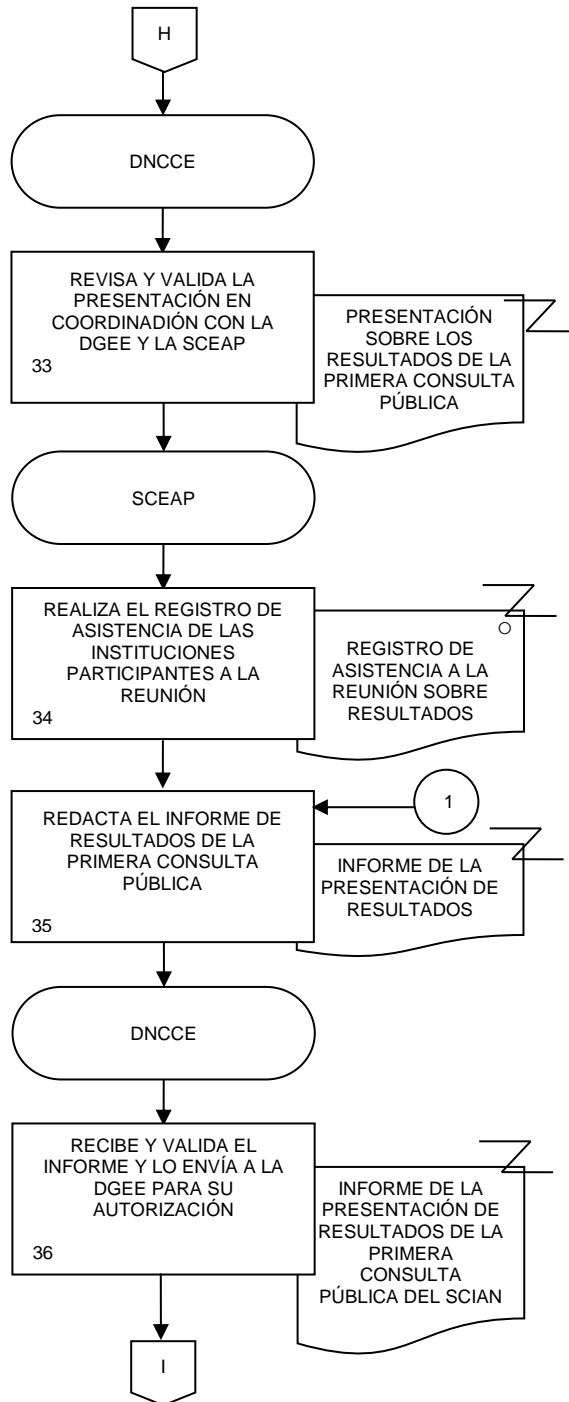 H
DNCCE
REVISA Y VALIDA LA
PRESENTACIÓN EN
COORDINADIÓN CON LA
DGEE Y LA SCEAP
33
PRESENTACIÓN
SOBRE LOS
RESULTADOS DE LA
PRIMERA CONSULTA
PÚBLICA
SCEAP
REALIZA EL REGISTRO DE
ASISTENCIA DE LAS
INSTITUCIONES
PARTICIPANTES A LA
REUNIÓN
34
O
REGISTRO DE
ASISTENCIA A LA
REUNIÓN SOBRE
RESULTADOS
REDACTA EL INFORME DE
RESULTADOS DE LA
PRIMERA CONSULTA
PÚBLICA
35
1
INFORME DE LA
PRESENTACIÓN DE
RESULTADOS
DNCCE
RECIBE Y VALIDA EL
INFORME Y LO ENVÍA A LA
DGEE PARA SU
AUTORIZACIÓN
36
INFORME DE LA
PRESENTACIÓN DE
RESULTADOS DE LA
PRIMERA
CONSULTA
PÚBLICA DEL SCIAN
I